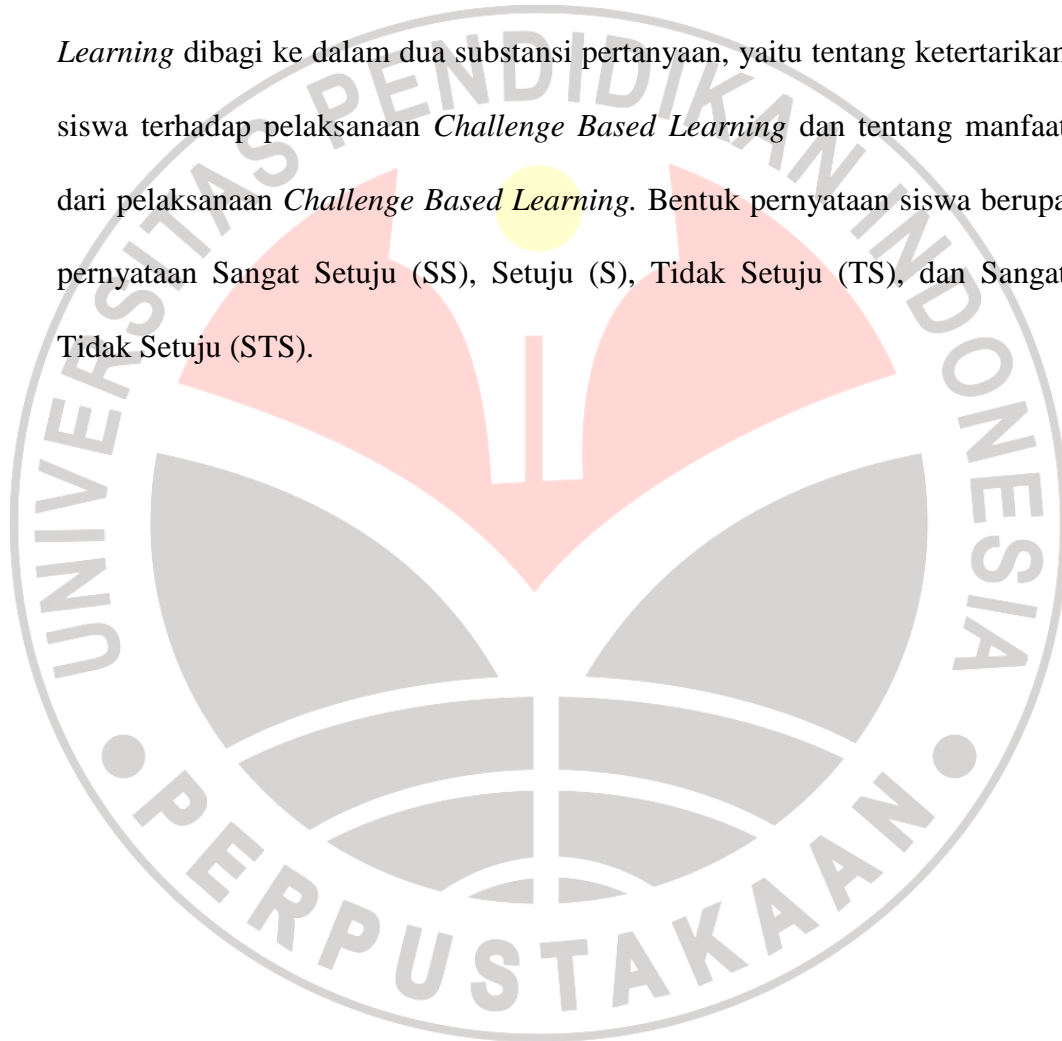 Learning dibagi ke dalam dua substansi pertanyaan, yaitu tentang ketertarikan
siswa terhadap pelaksanaan Challenge Based Learning dan tentang manfaat
dari pelaksanaan Challenge Based Learning. Bentuk pernyataan siswa berupa
pernyataan Sangat Setuju (SS), Setuju (S), Tidak Setuju (TS), dan Sangat
Tidak Setuju (STS).
UNIVERSITAS PENDIDIKAN INDONESIA
PERPUSTAKAAN